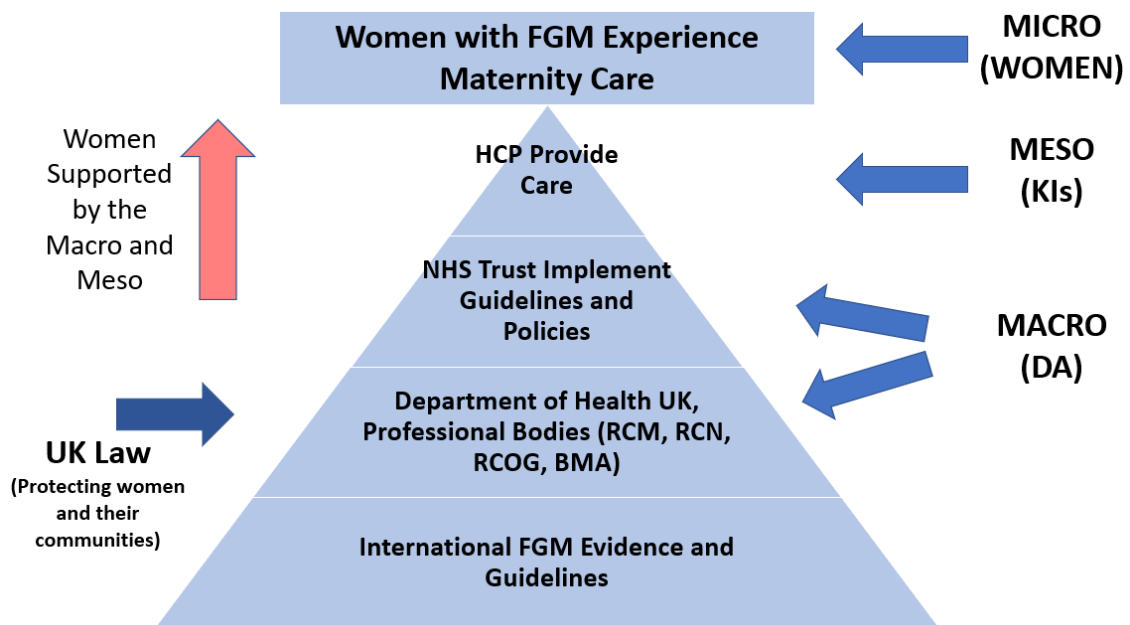 Women with FGM Experience
Maternity Care
MICRO
(WOMEN)
Women
Supported
by the
Macro and
Meso
HCP Provide
Care
MESO
(KIs)
NHS Trust Implement
Guidelines and
Policies
MACRO
(DA)
Department of Health UK,
Professional Bodies (RCM, RCN,
RCOG, BMA)
UK Law
(Protecting women
and their
communities)
International FGM Evidence and
Guidelines